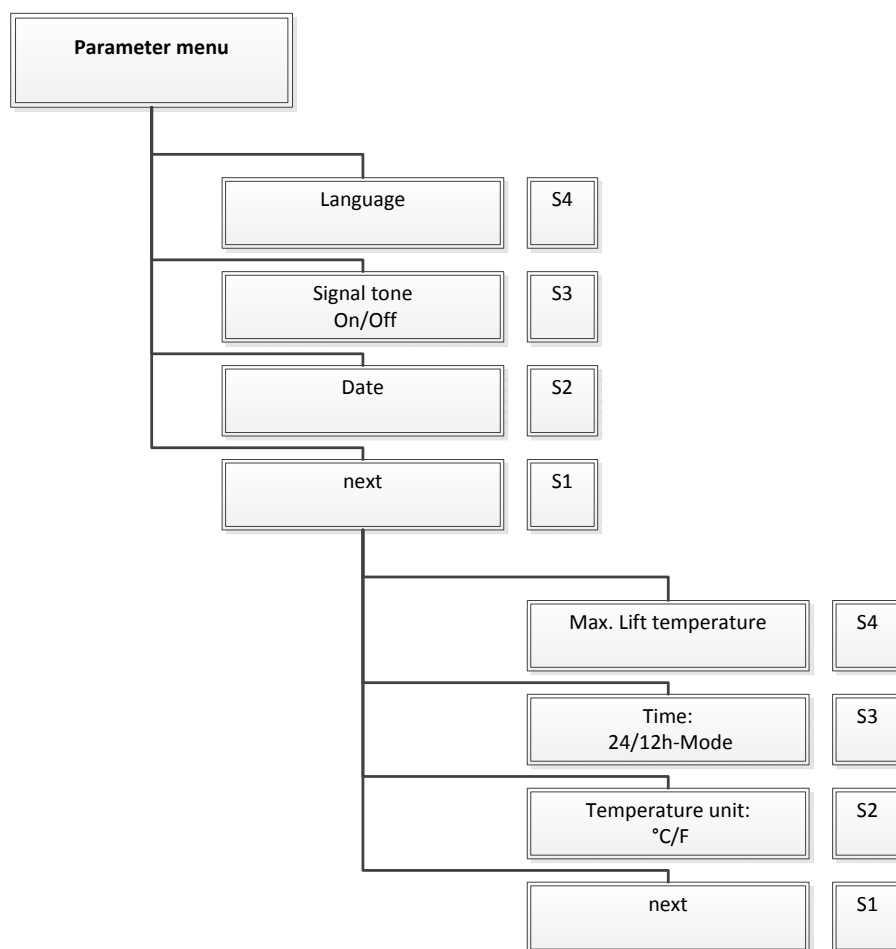 Parameter menu
Language
S4
Signal tone
On/Off
S3
Date
S2
next
S1
Max. Lift temperature
S4
Time:
24/12h-Mode
S3
Temperature unit:
°C/F
S2
next
S1